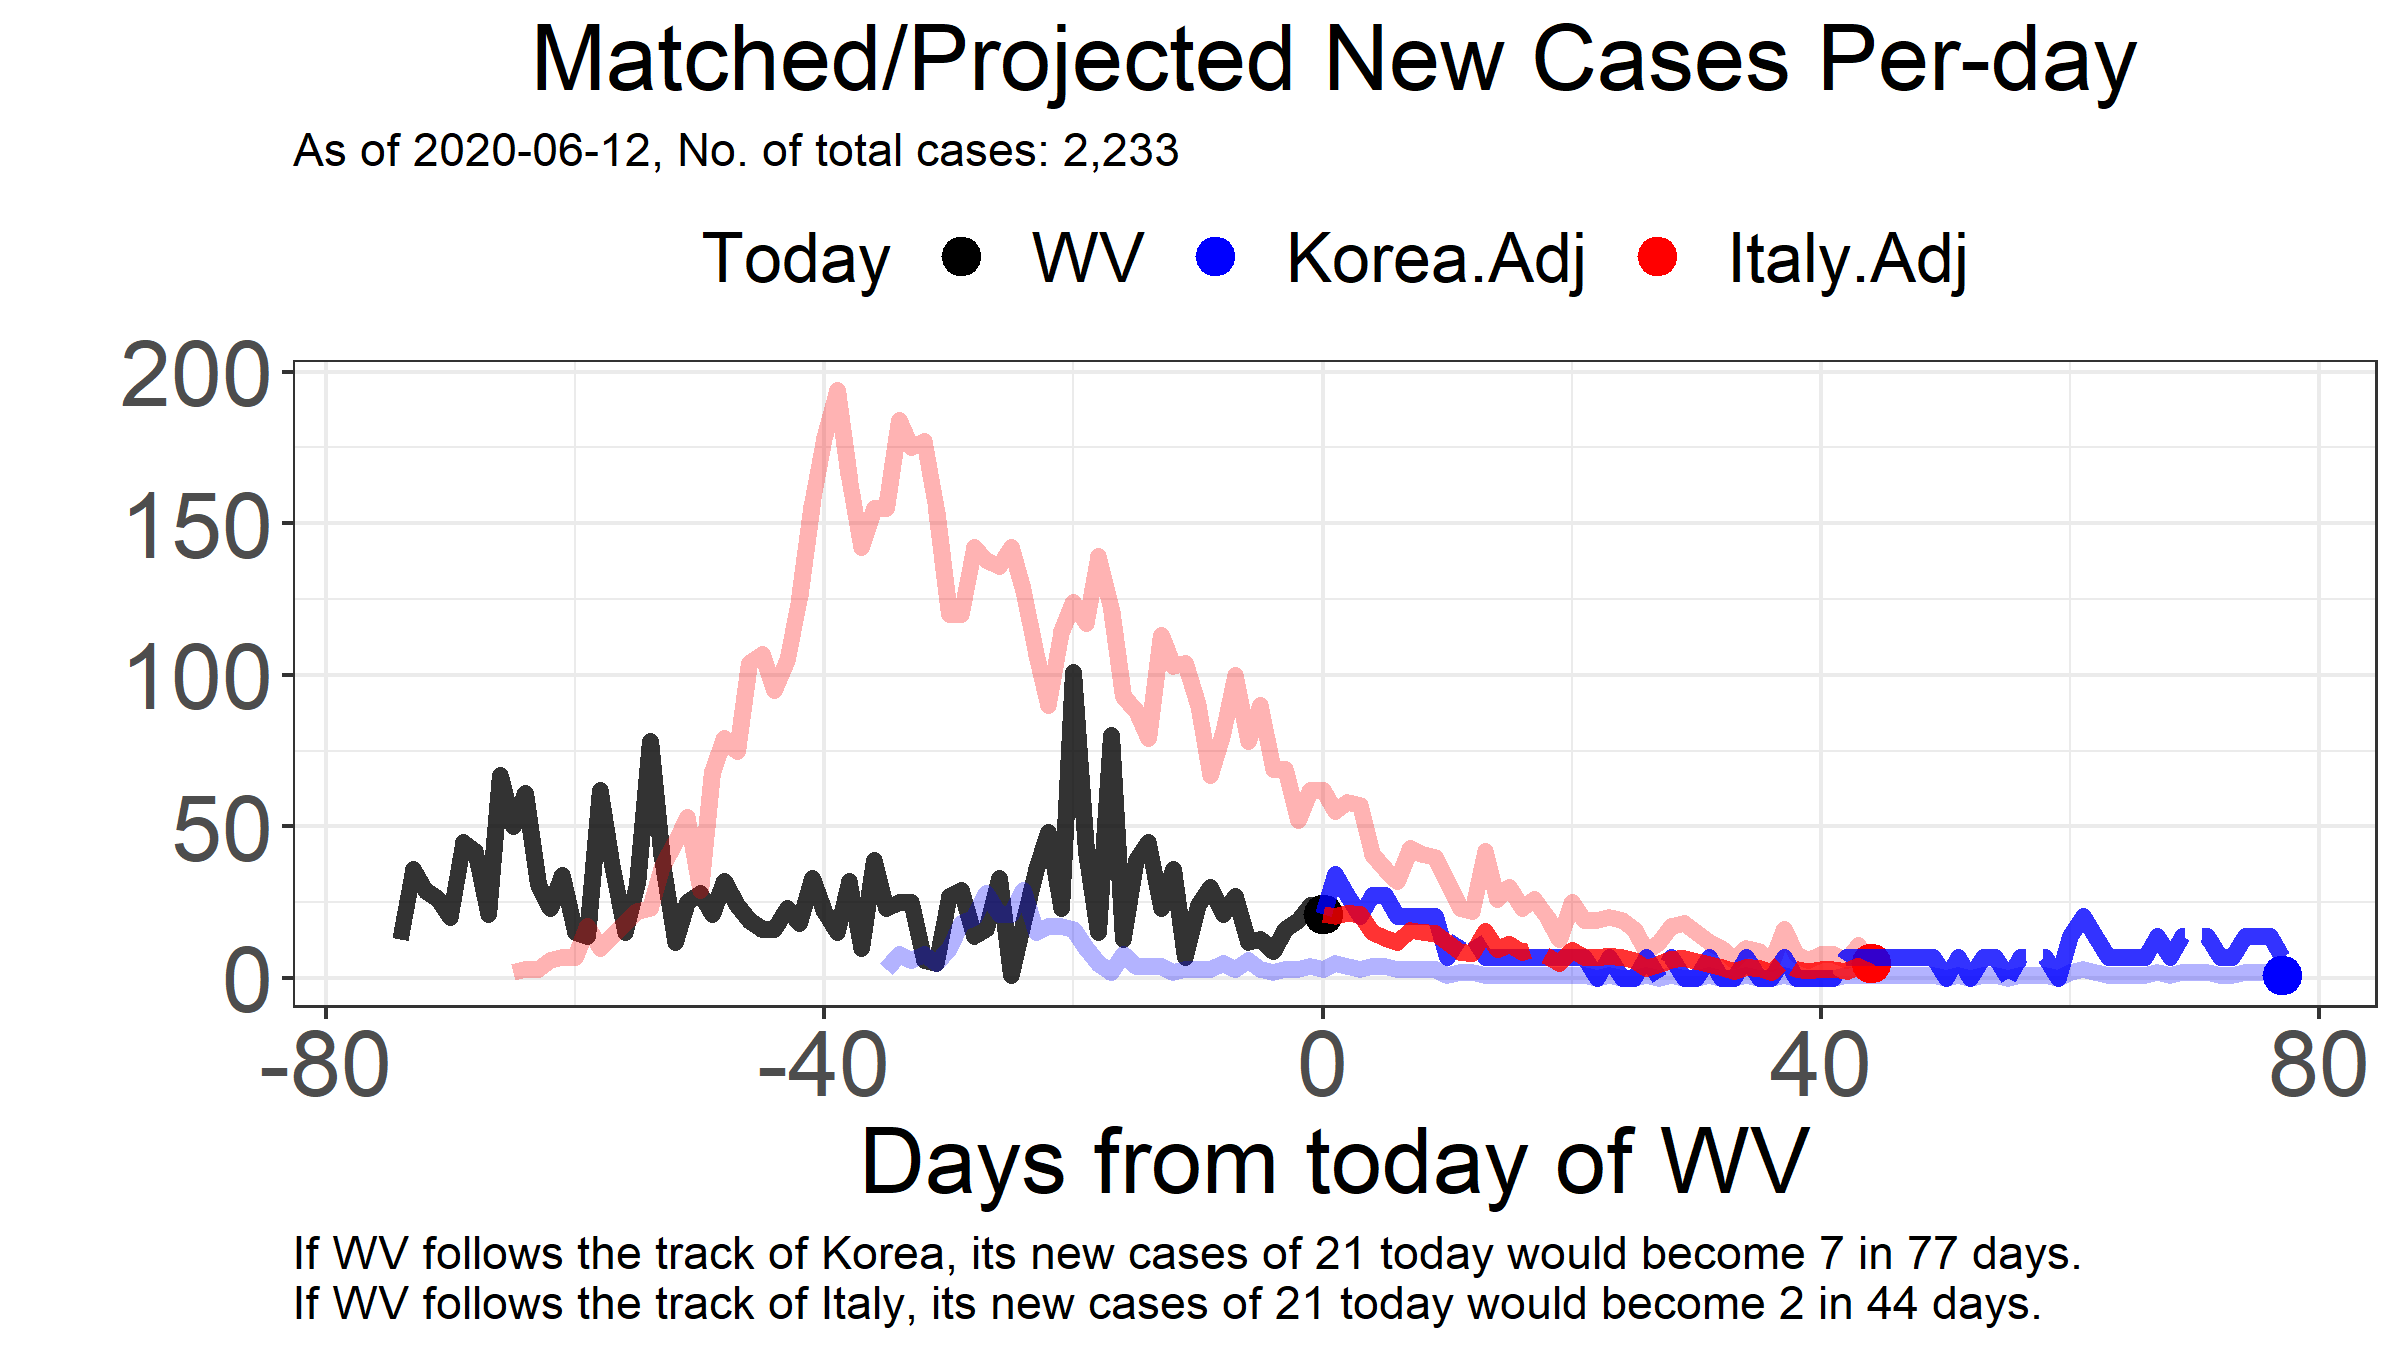 Matched/Projected New Cases Per-day
As of 2020-06-12, No. of total cases: 2,233
Today WV Korea.Adj Italy.Adj
200
150
100
50
0
-80 -40 0 40 80
Days from today of WV
If WV follows the track of Korea, its new cases of 21 today would become 7 in 77 days.
If WV follows the track of Italy, its new cases of 21 today would become 2 in 44 days.